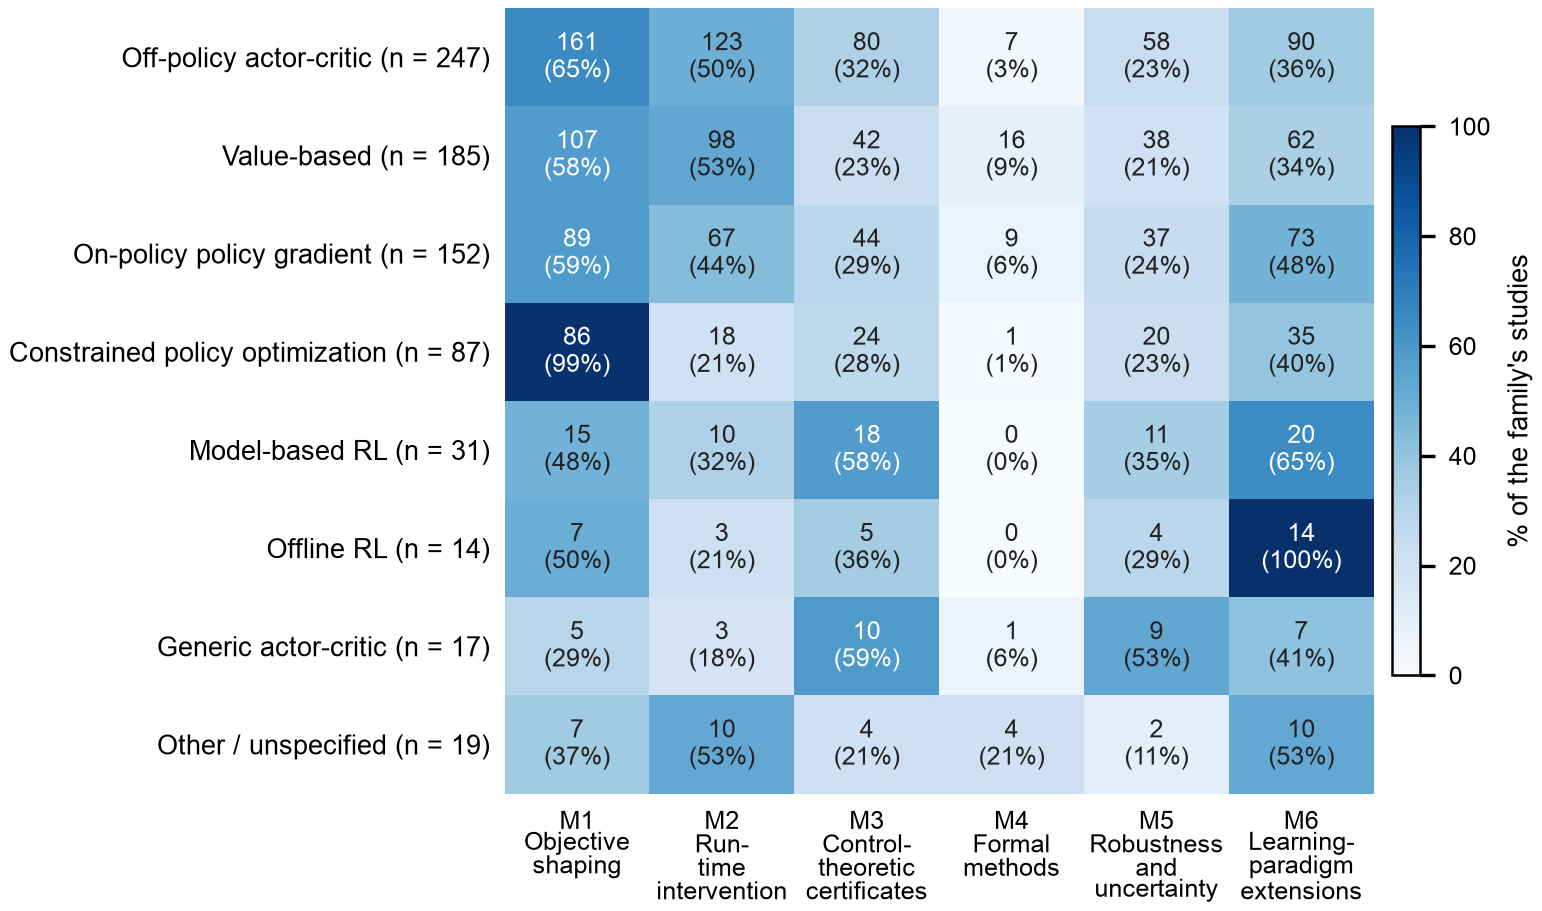 Off-policy actor-critic (n = 247)
161 123 80 7 58 90
(65%) (50%) (32%) (3%) (23%) (36%)
Value-based (n = 185)
107 98 42 16 38 62
(58%) (53%) (23%) (9%) (21%) (34%)
On-policy policy gradient (n = 152)
89 67 44 9 37 73
(59%) (44%) (29%) (6%) (24%) (48%)
Constrained policy optimization (n = 87)
86 18 24 1 20 35
(99%) (21%) (28%) (1%) (23%) (40%)
Model-based RL (n = 31)
15 10 18 0 11 20
(48%) (32%) (58%) (0%) (35%) (65%)
Offline RL (n = 14)
7 3 5 0 4 14
(50%) (21%) (36%) (0%) (29%) (100%)
Generic actor-critic (n = 17)
5 3 10 1 9 7
(29%) (18%) (59%) (6%) (53%) (41%)
Other / unspecified (n = 19)
7 10 4 4 2 10
(37%) (53%) (21%) (21%) (11%) (53%)
M1
Objective
shaping
M2
Run-
time
intervention
M3
Control-
theoretic
certificates
M4
Formal
methods
M5
Robustness
and
uncertainty
M6
Learning-
paradigm
extensions
100
80
60
40
20
0
% of the family's studies